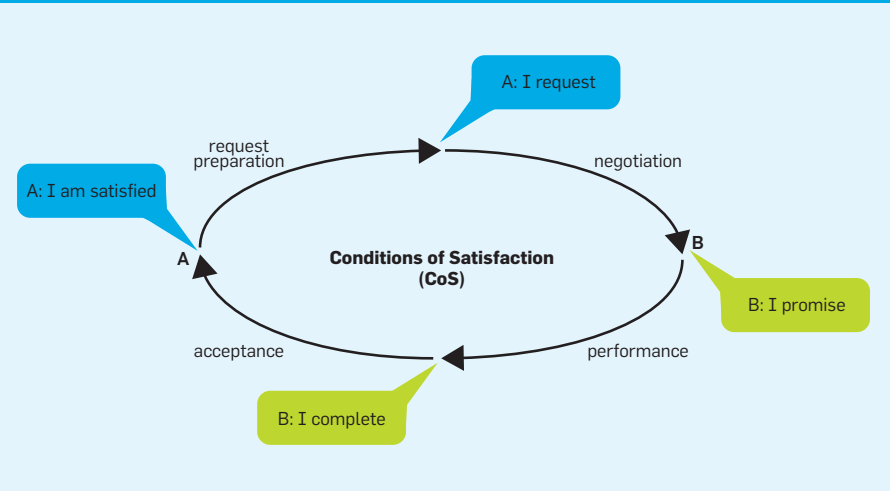 A: I request
request
preparation
negotiation
A: I am satisfied
A
B
Conditions of Satisfaction
(CoS)
B: I promise
acceptance
performance
B: I complete